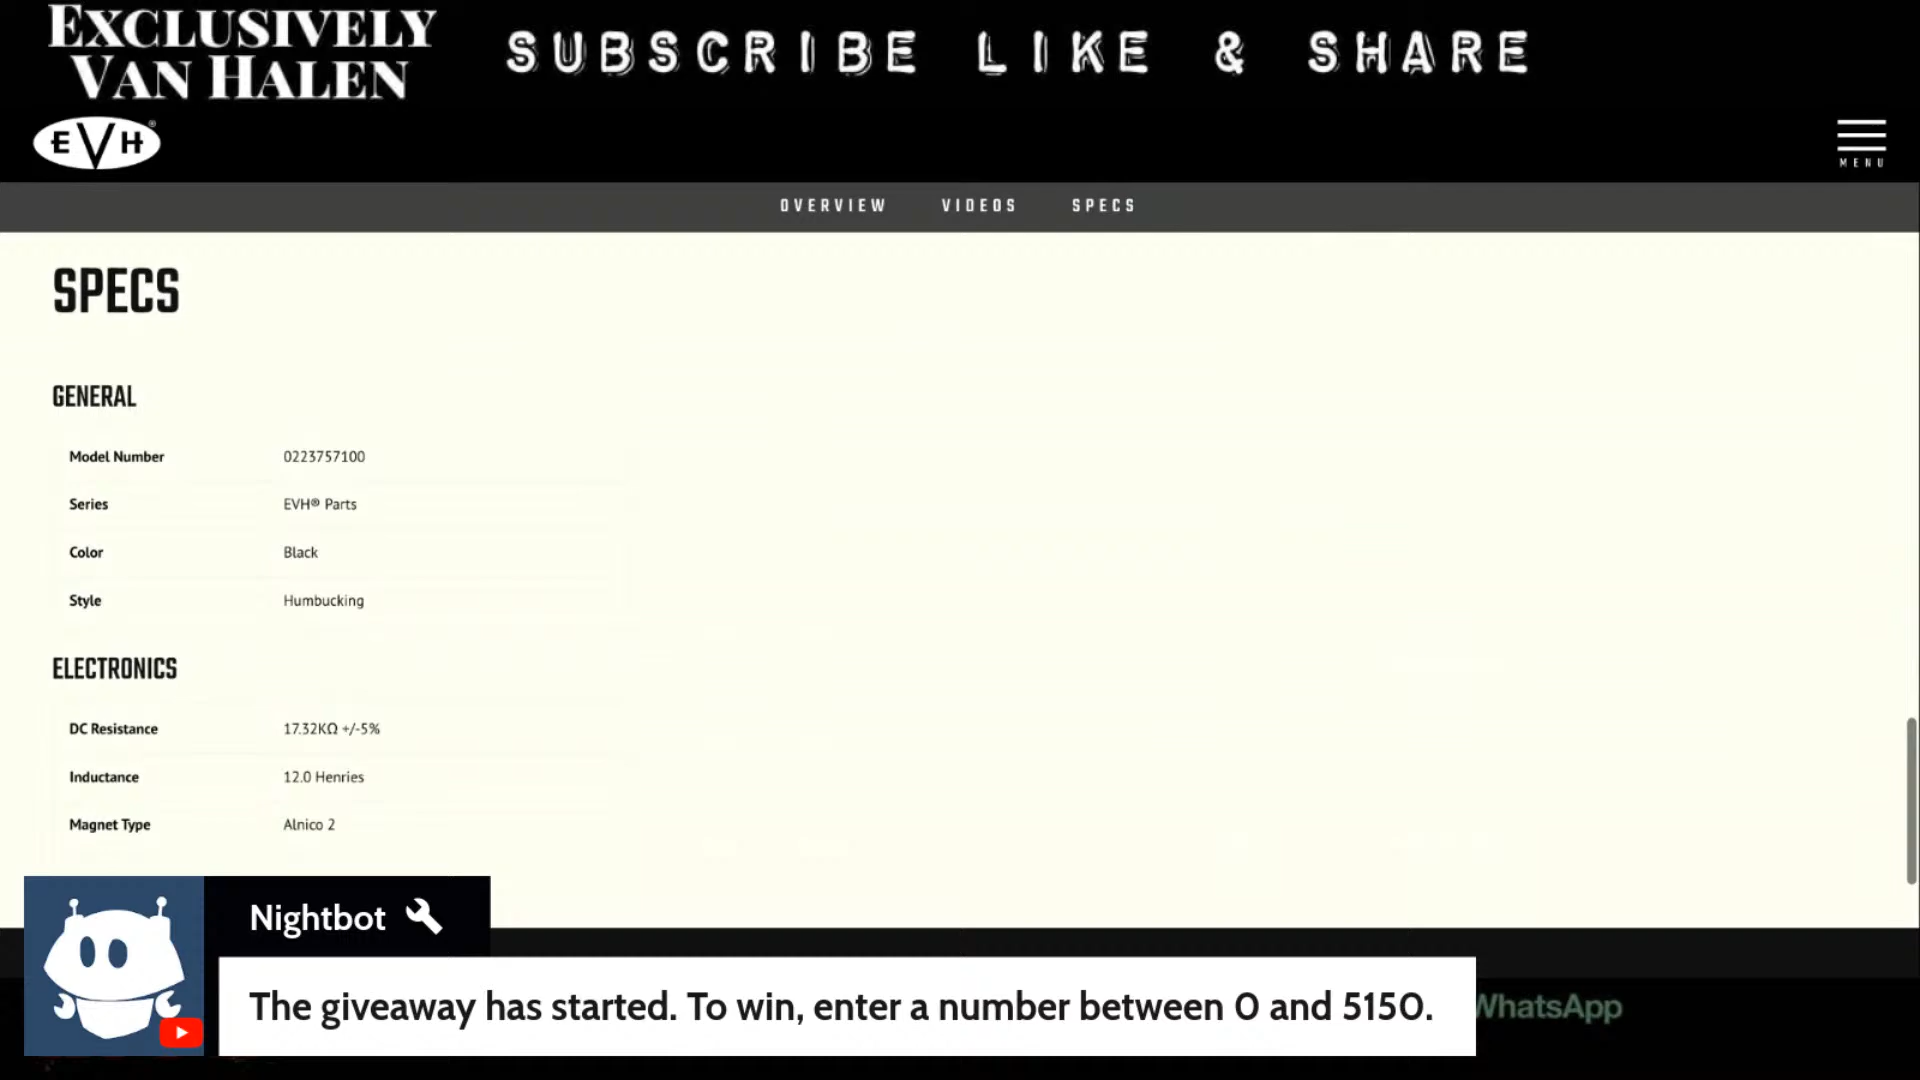 EXCLUSIVELY
VAN HALEN
SUBSCRIBE LIKE & SHARE
EVH®
MENU
OVERVIEW VIDEOS SPECS
SPECS
GENERAL
Model Number 0223757100
Series EVH® Parts
Color Black
Style Humbucking
ELECTRONICS
DC Resistance 17.32KΩ +/-5%
Inductance 12.0 Henries
Magnet Type Alnico 2
Nightbot
The giveaway has started. To win, enter a number between 0 and 5150.
WhatsApp